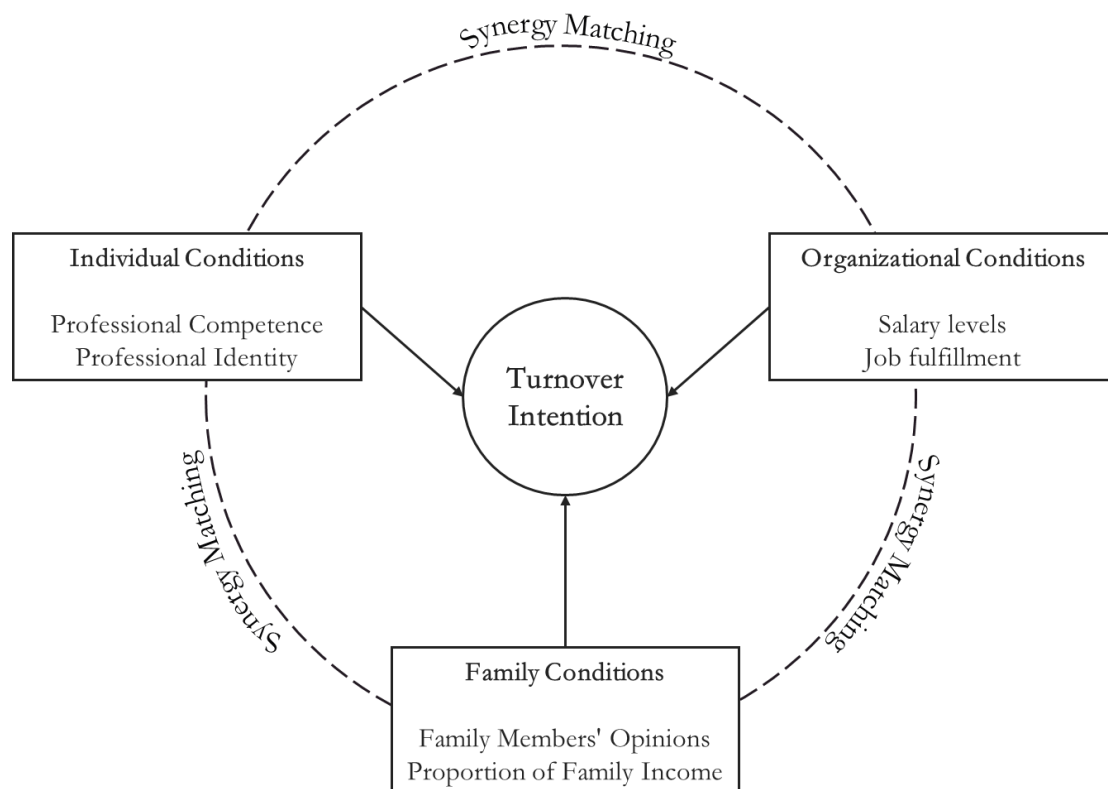 Synergy Matching
Individual Conditions
Professional Competence
Professional Identity
Organizational Conditions
Salary levels
Job fulfillment
Turnover
Intention
Synergy Matching
Synergy Matching
Family Conditions
Family Members' Opinions
Proportion of Family Income